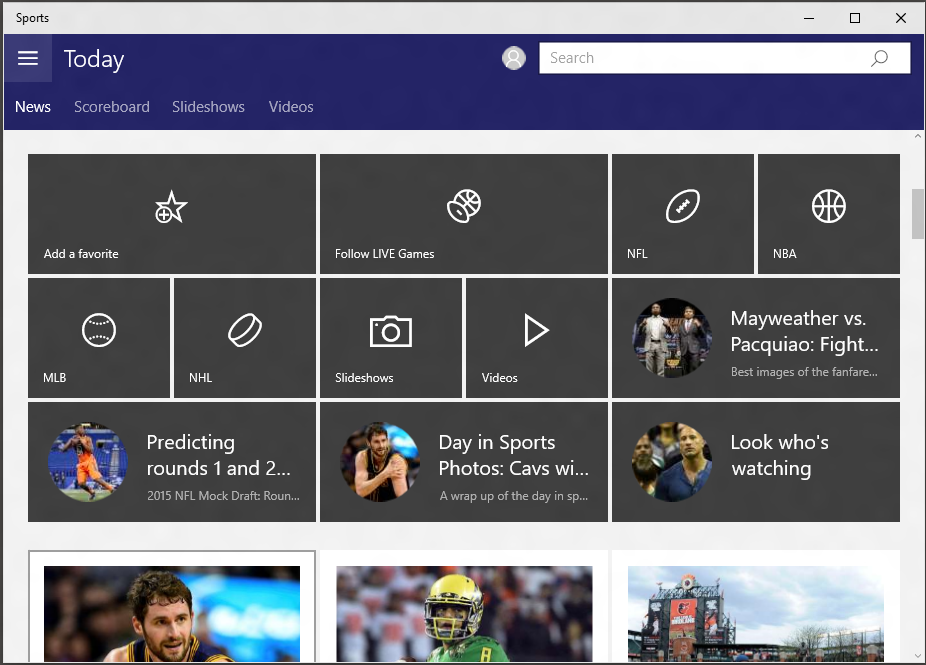 Sports
Today
Search
News
Scoreboard
Slideshows
Videos
Add a favorite
Follow LIVE Games
NFL
NBA
MLB
NHL
Slideshows
Videos
Mayweather vs.
Pacquiao: Fight...
Best images of the fanfare...
Predicting
rounds 1 and 2...
2015 NFL Mock Draft: Roun...
Day in Sports
Photos: Cavs wi...
A wrap up of the day in sp...
Look who's
watching